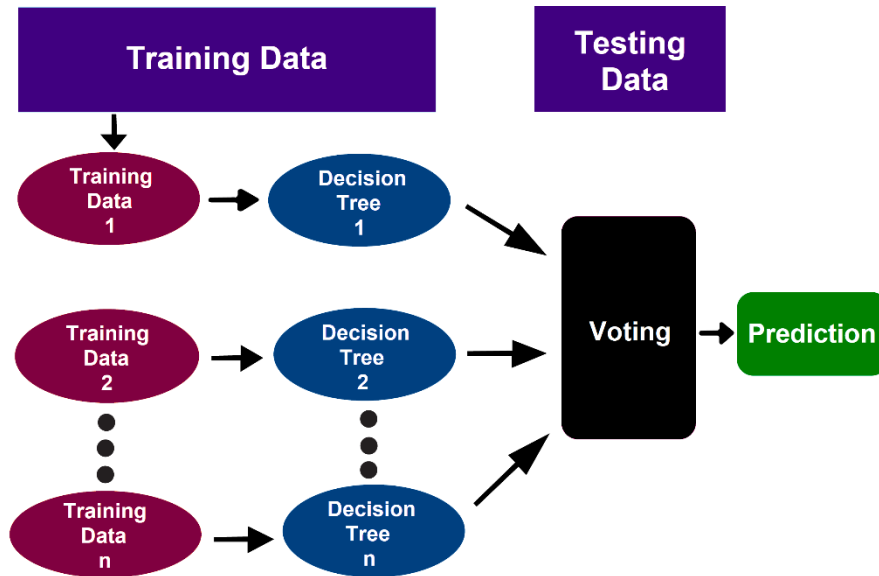 Training Data
Testing
Data
Training
Data
1
Decision
Tree
1
Training
Data
2
Decision
Tree
2
Voting
Prediction
Training
Data
n
Decision
Tree
n